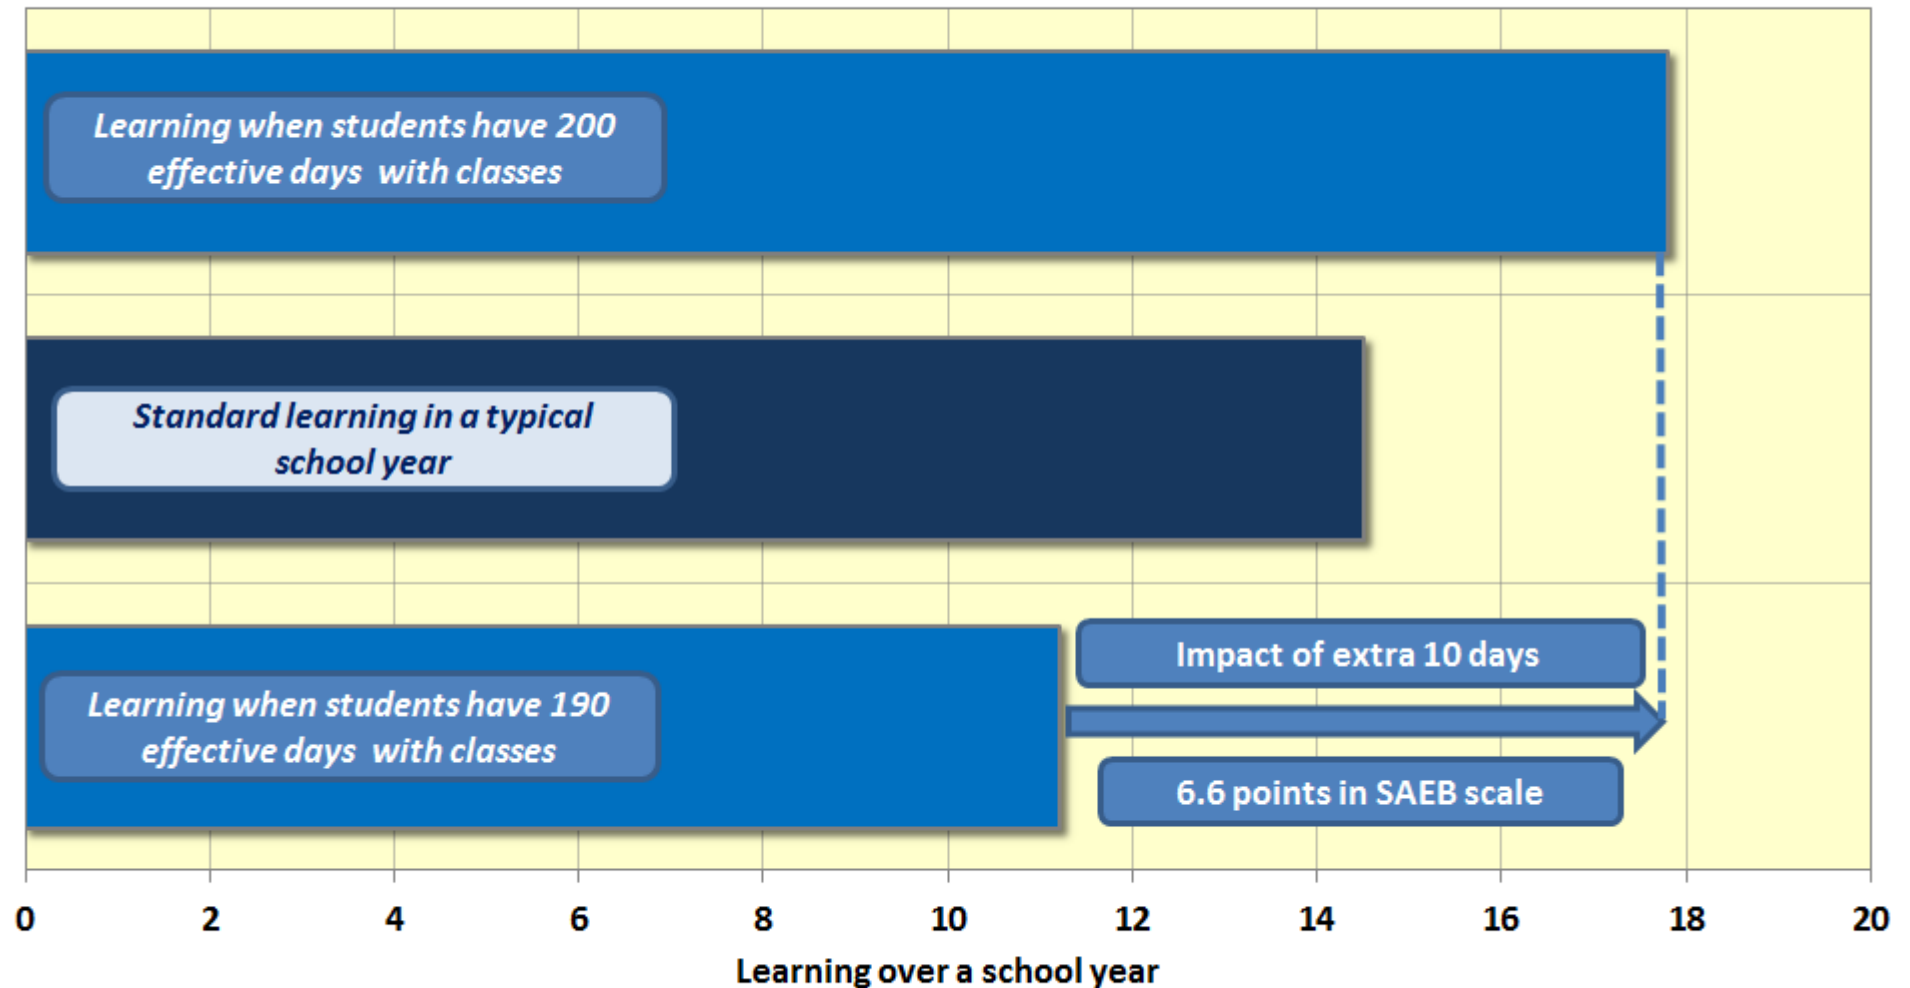 Learning when students have 200
effective days with classes
Standard learning in a typical
school year
Learning when students have 190
effective days with classes
Impact of extra 10 days
6.6 points in SAEB scale
0 2 4 6 8 10 12 14 16 18 20
Learning over a school year